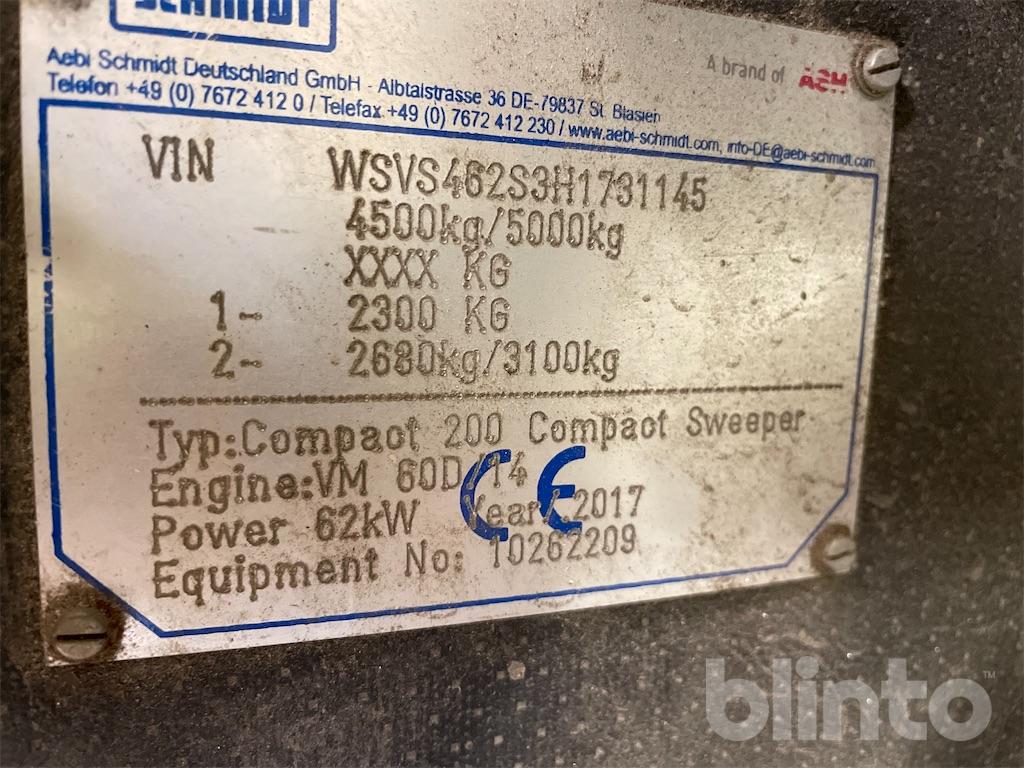 SCHMIDT
A brand of ASH
Aebi Schmidt Deutschland GmbH - Albtalstrasse 36 DE-79837 St. Blasien
Telefon +49 (0) 7672 412 0 / Telefax +49 (0) 7672 412 230 / www.aebi-schmidt.com, info-DE@aebi-schmidt.com
VIN WSVS462S3H1731145
4500kg/5000kg
XXXX KG
1- 2300 KG
2- 2680kg/3100kg
Typ:Compact 200 Compact Sweeper
Engine:VM 60D/14
Power 62kW Year/2017
CE
Equipment No: 10262209
blinto™